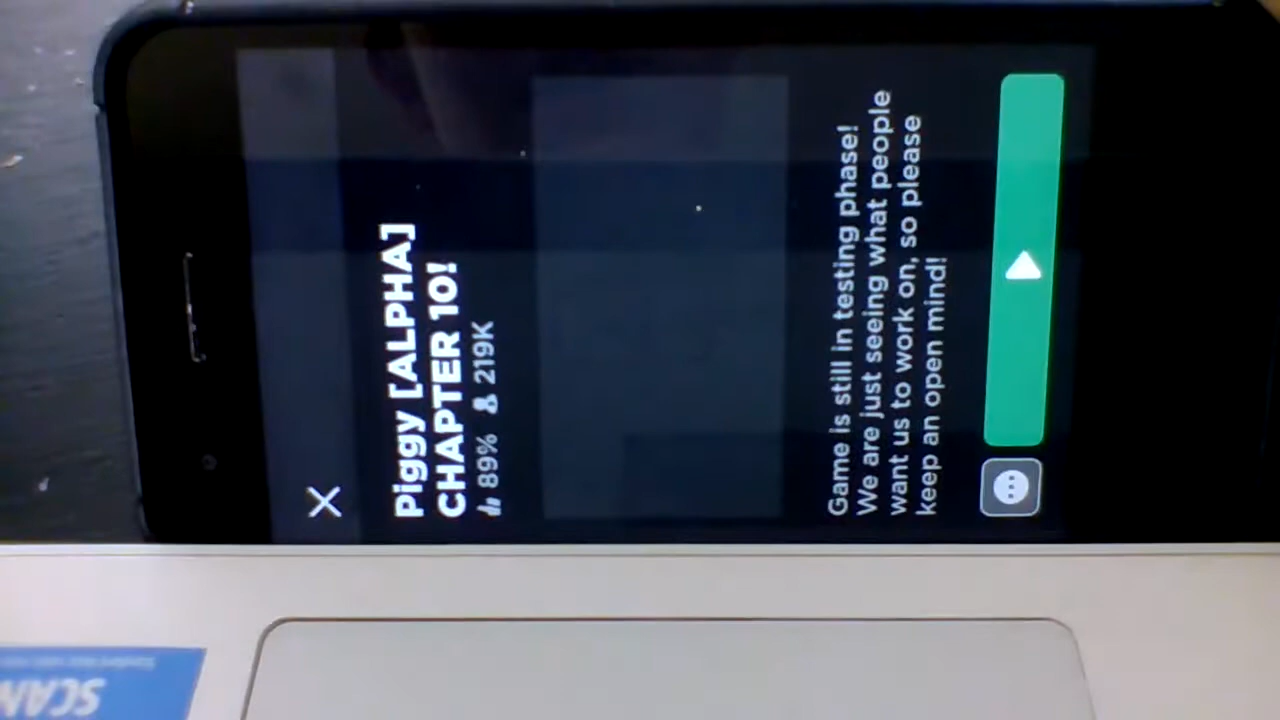 Piggy [ALPHA]
CHAPTER 10!
89% 219K
Game is still in testing phase!
We are just seeing what people
want us to work on, so please
keep an open mind!
SCAN